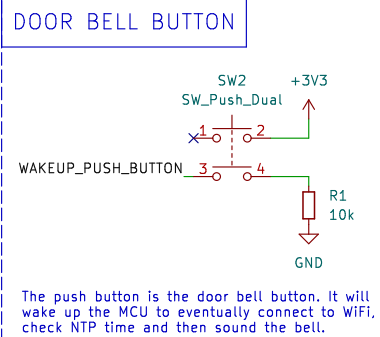 DOOR BELL BUTTON
SW2
SW_Push_Dual
+3V3
1 2
WAKEUP_PUSH_BUTTON
3 4
R1
10k
GND
The push button is the door bell button. It will
wake up the MCU to eventually connect to WiFi,
check NTP time and then sound the bell.